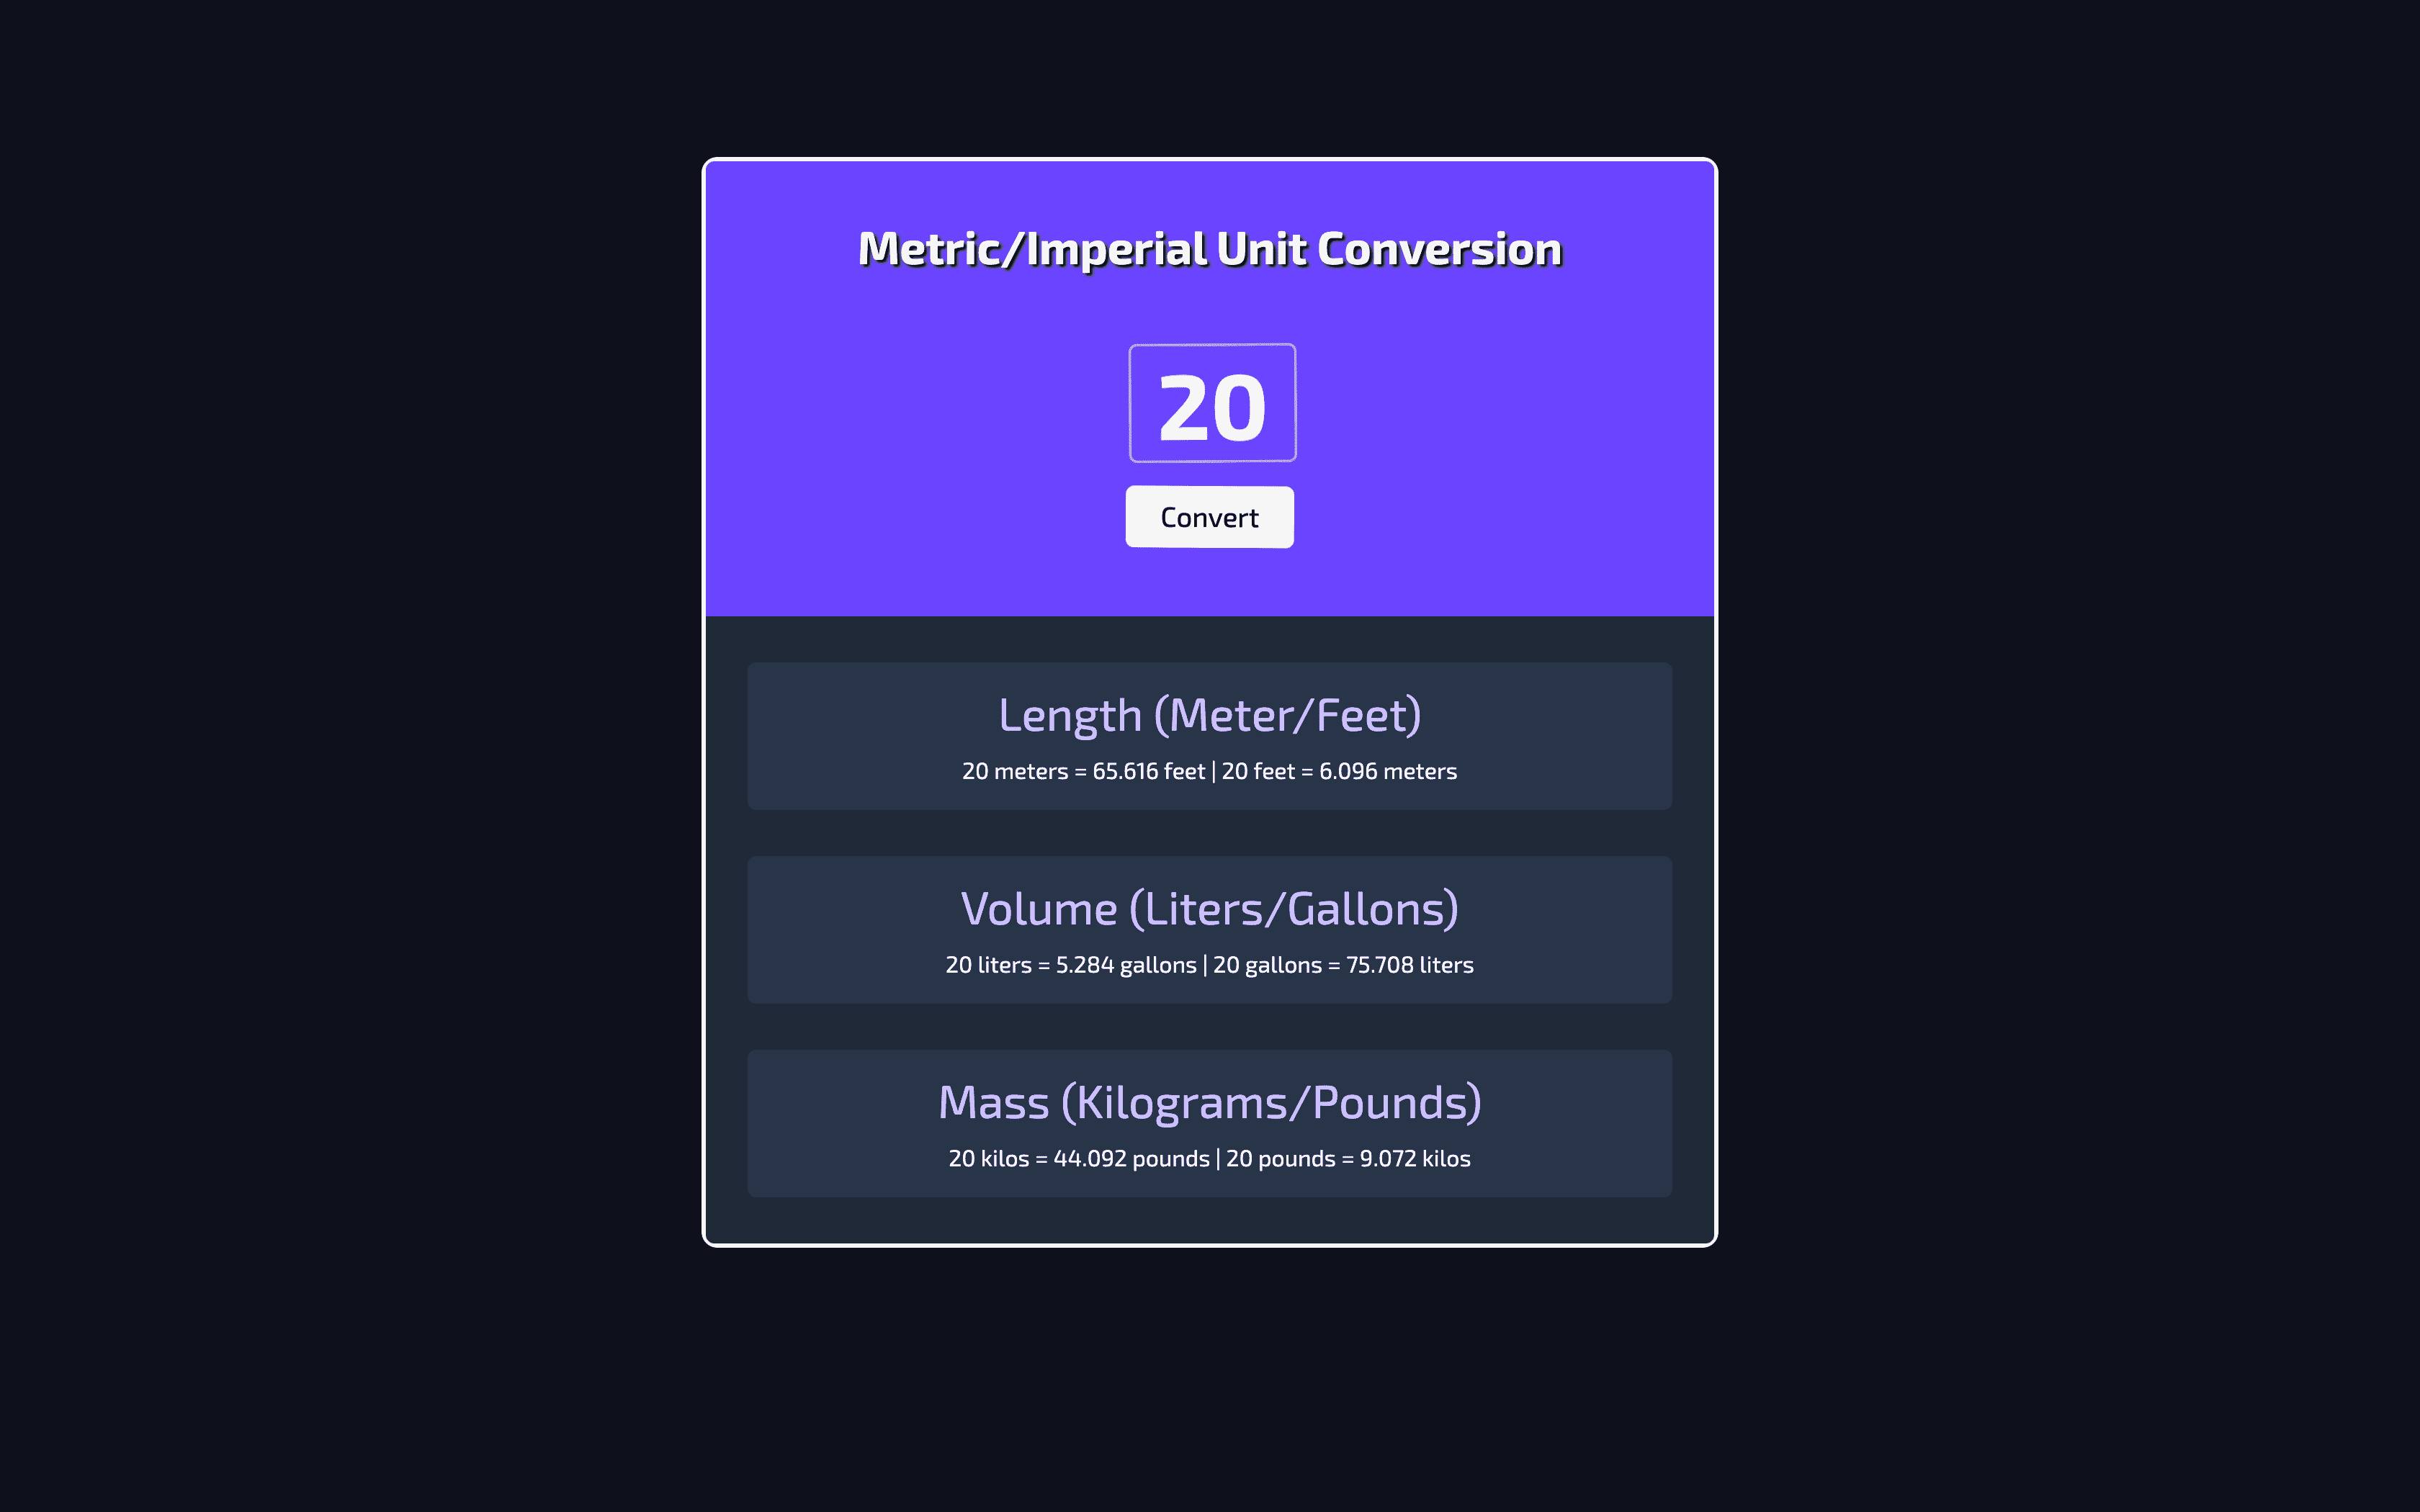 Metric/Imperial Unit Conversion
20
Convert
Length (Meter/Feet)
20 meters = 65.616 feet | 20 feet = 6.096 meters
Volume (Liters/Gallons)
20 liters = 5.284 gallons | 20 gallons = 75.708 liters
Mass (Kilograms/Pounds)
20 kilos = 44.092 pounds | 20 pounds = 9.072 kilos